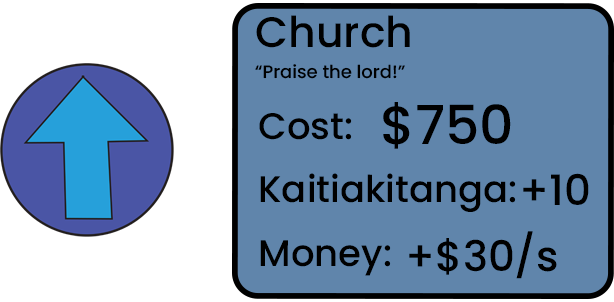 Church
“Praise the lord!”
Cost: $750
Kaitiakitanga: +10
Money: +$30/s